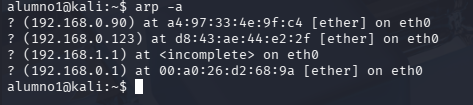 alumno1@kali:~$ arp -a
? (192.168.0.90) at a4:97:33:4e:9f:c4 [ether] on eth0
? (192.168.0.123) at d8:43:ae:44:e2:2f [ether] on eth0
? (192.168.1.1) at <incomplete> on eth0
? (192.168.0.1) at 00:a0:26:d2:68:9a [ether] on eth0
alumno1@kali:~$